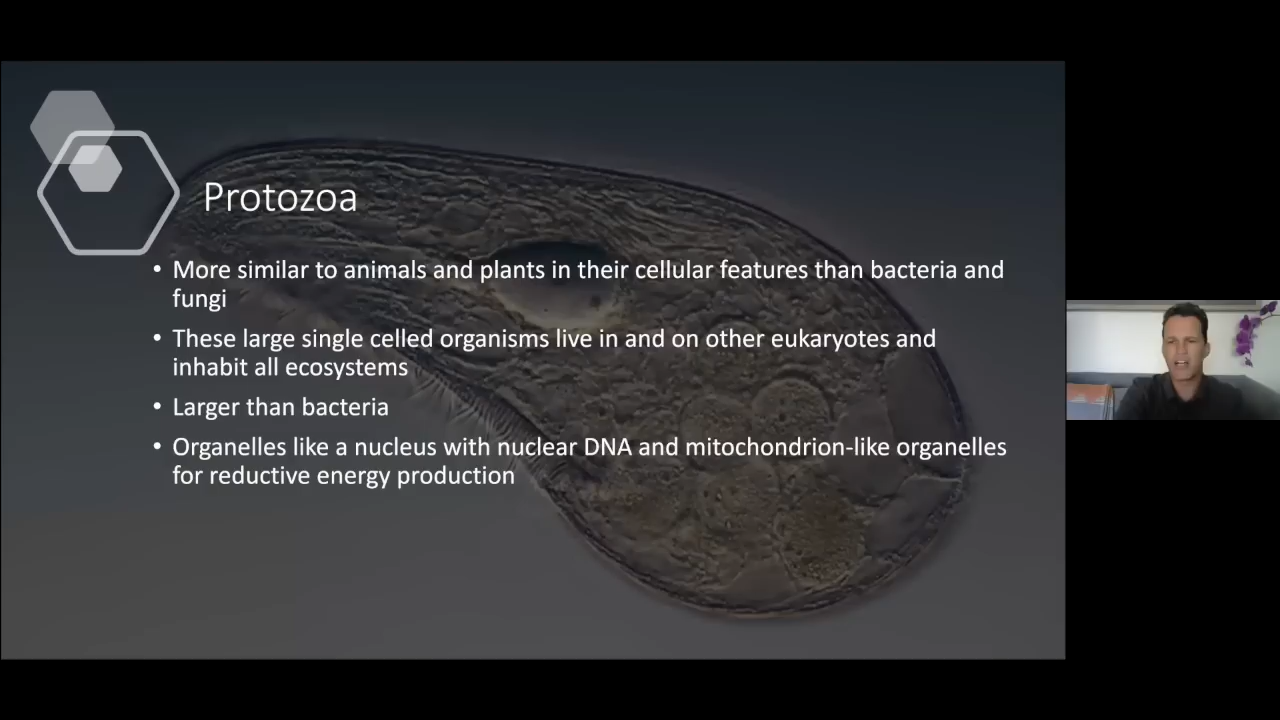 Protozoa
• More similar to animals and plants in their cellular features than bacteria and
fungi
• These large single celled organisms live in and on other eukaryotes and
inhabit all ecosystems
• Larger than bacteria
• Organelles like a nucleus with nuclear DNA and mitochondrion-like organelles
for reductive energy production